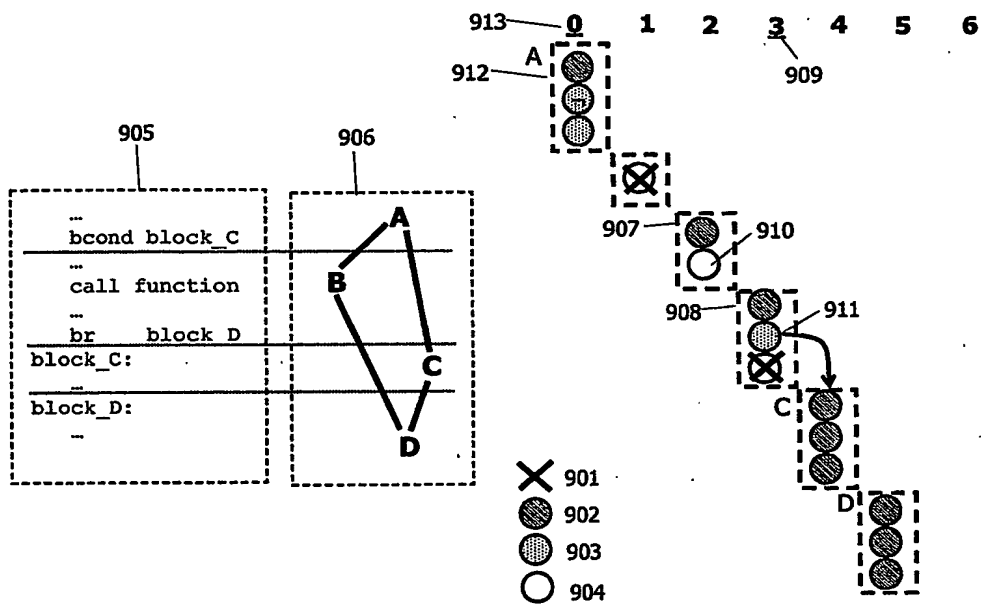 913 0 1 2 3 4 5 6
909
A
912
905
906
…
bcond block_C
…
call function
…
br block_D
block_C:
…
block_D:
…
A
B
C
D
907
910
908
911
C
D
901
902
903
904